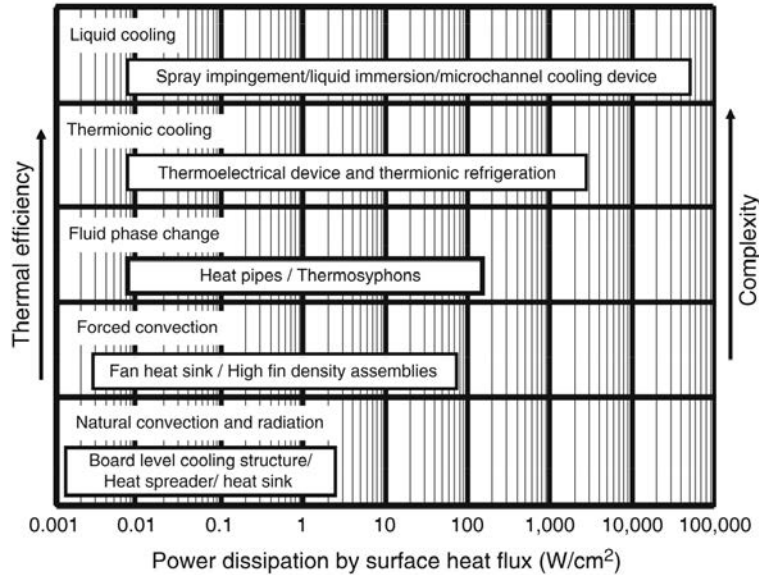 Liquid cooling
Spray impingement/liquid immersion/microchannel cooling device
Thermionic cooling
Thermoelectrical device and thermionic refrigeration
Fluid phase change
Heat pipes / Thermosyphons
Forced convection
Fan heat sink / High fin density assemblies
Natural convection and radiation
Board level cooling structure/
Heat spreader/ heat sink
Thermal efficiency
Complexity
0.001 0.01 0.1 1 10 100 1,000 10,000 100,000
Power dissipation by surface heat flux (W/cm²)